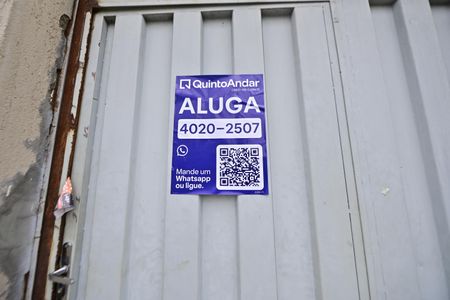 QuintoAndar
ALUGA
4020-2507
Mande um
Whatsapp
ou ligue.